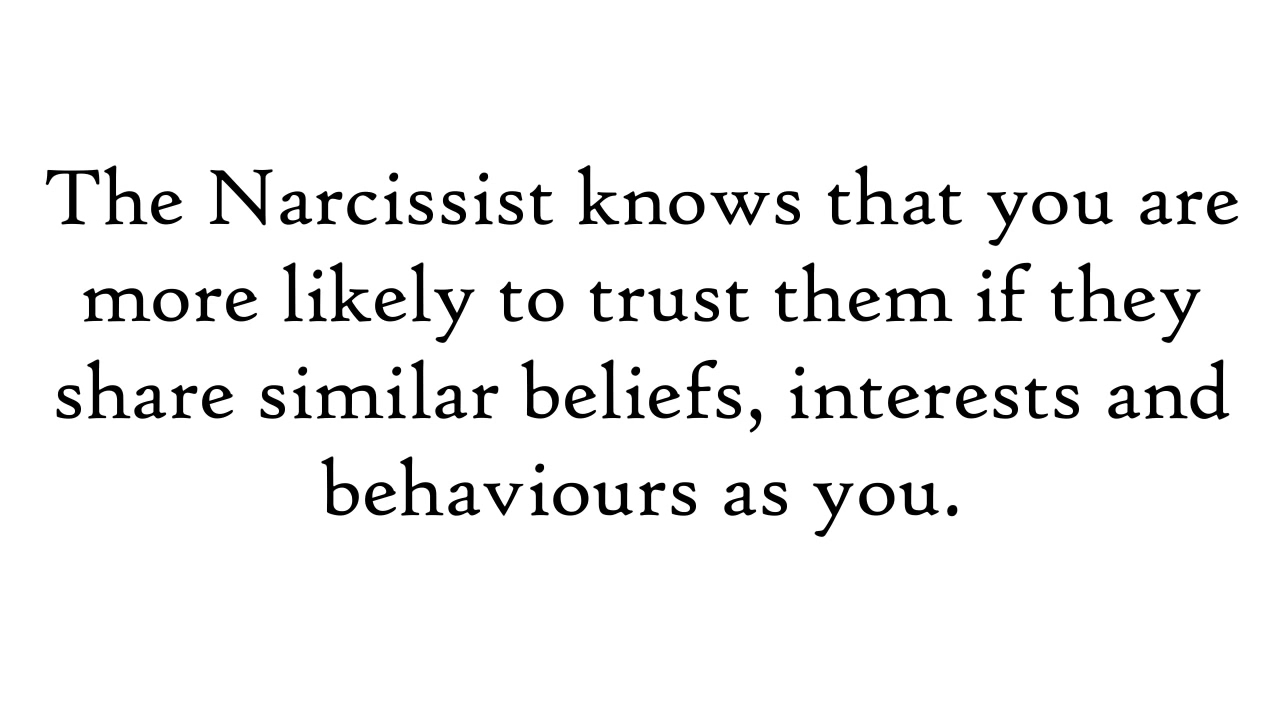 The Narcissist knows that you are
more likely to trust them if they
share similar beliefs, interests and
behaviours as you.